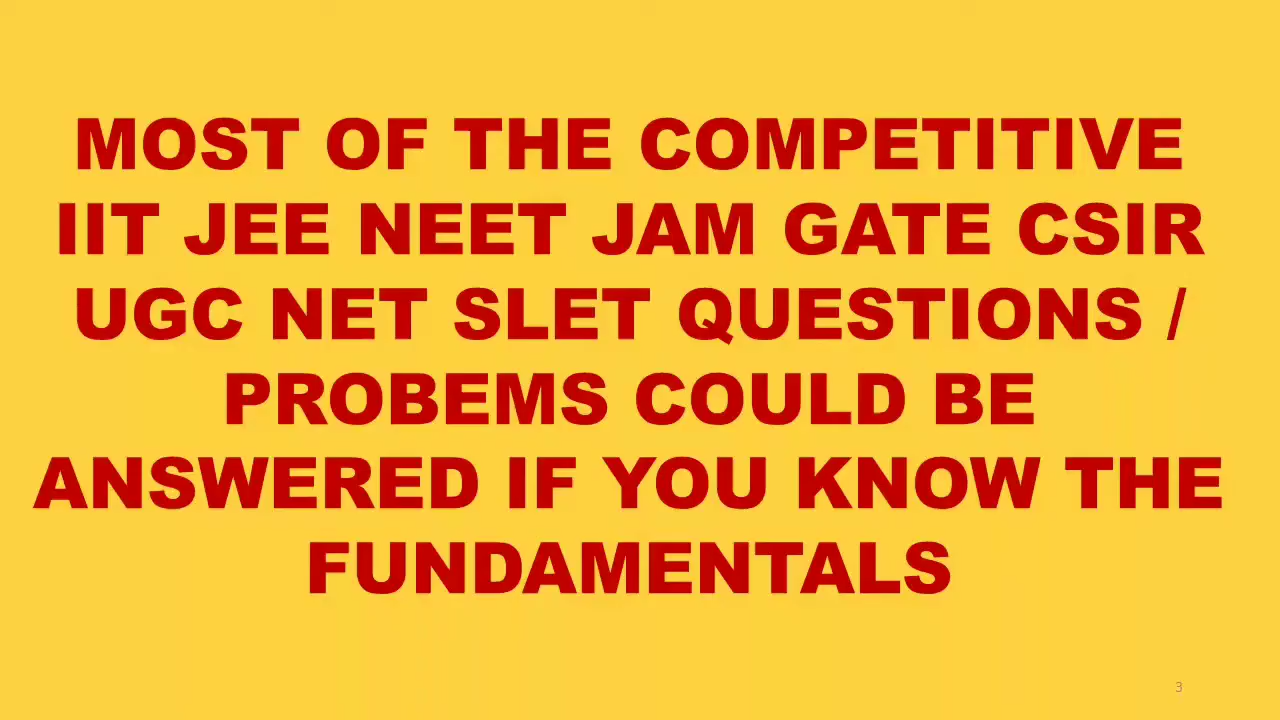 MOST OF THE COMPETITIVE
IIT JEE NEET JAM GATE CSIR
UGC NET SLET QUESTIONS /
PROBEMS COULD BE
ANSWERED IF YOU KNOW THE
FUNDAMENTALS
3